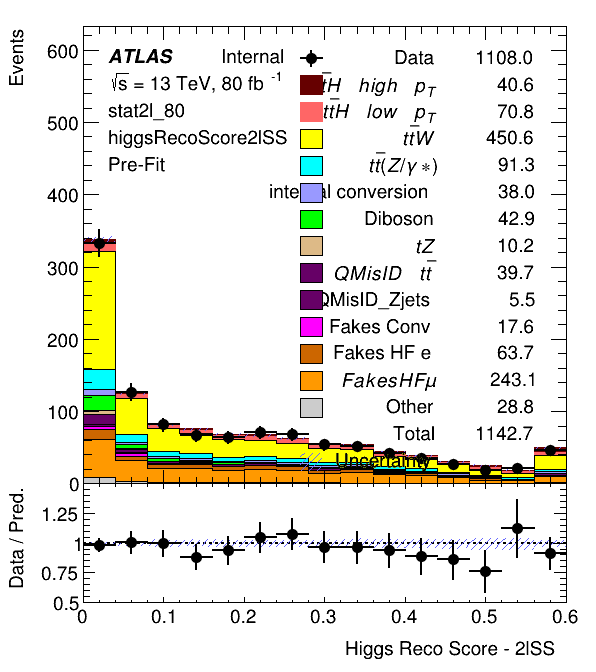 Events
600
500
400
300
200
100
0
ATLAS Internal
√s = 13 TeV, 80 fb⁻¹
stat2l_80
higgsRecoScore2lSS
Pre-Fit
Data 1108.0
tt̄H high p_T 40.6
tt̄H low p_T 70.8
tt̄W 450.6
tt̄(Z/γ*) 91.3
internal conversion 38.0
Diboson 42.9
tZ 10.2
QMisID tt̄ 39.7
QMisID_Zjets 5.5
Fakes Conv 17.6
Fakes HF e 63.7
FakesHFμ 243.1
Other 28.8
Total 1142.7
Uncertainty
Data / Pred.
1.25
1
0.75
0.5
0 0.1 0.2 0.3 0.4 0.5 0.6
Higgs Reco Score - 2lSS